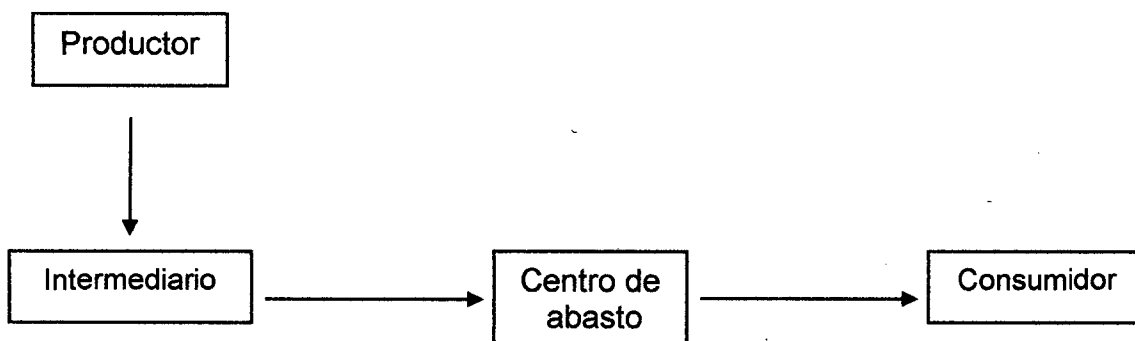 Productor
Intermediario
Centro de
abasto
Consumidor